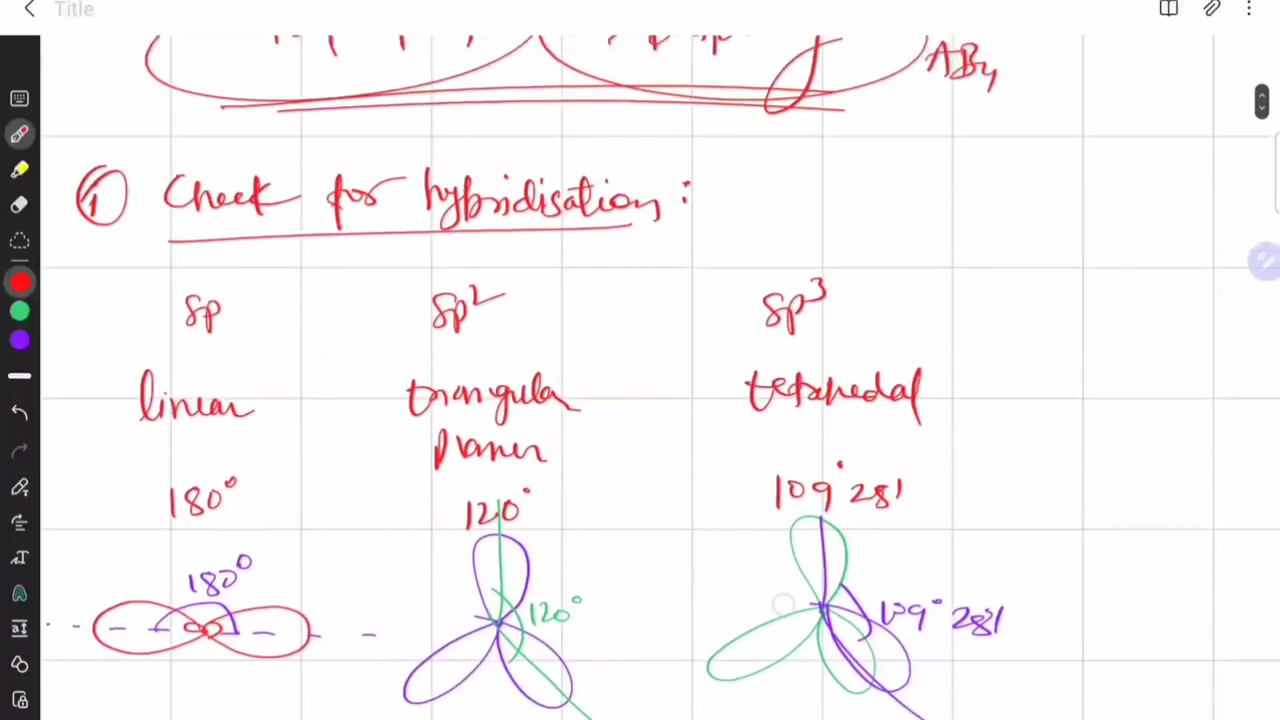 Title
AB4
① Check for hybridisation :
sp sp² sp³
linear triangular tetrahedal
planer
180° 120° 109°28'
180° 120° 109°28'